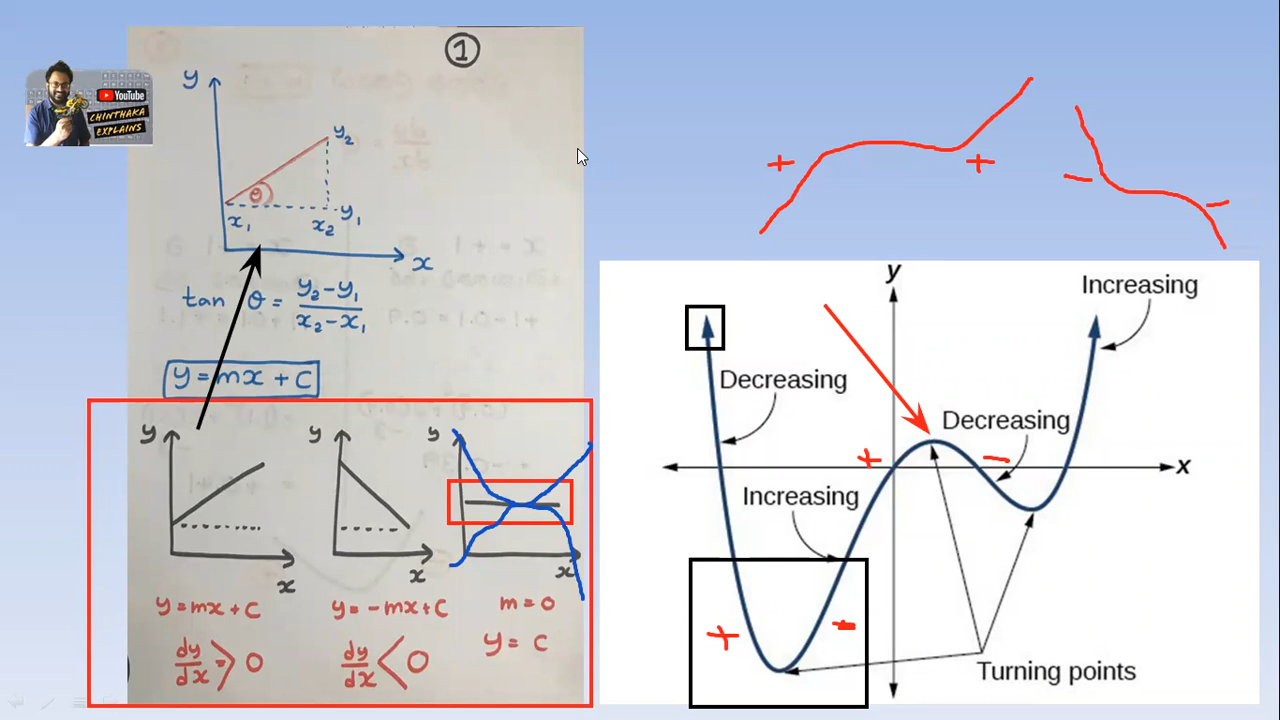 1
YouTube
CHINTHAKA
EXPLAINS
y
y₂
θ
x₁
x₂
y₁
x
tan θ = y₂-y₁/x₂-x₁
y = mx + C
y
x
y
x
y
x
y = mx + C
y = -mx + C
m = 0
dy/dx > 0
dy/dx < 0
y = C
+
+
−
−
y
Increasing
Decreasing
Decreasing
+
−
x
Increasing
+
Turning points